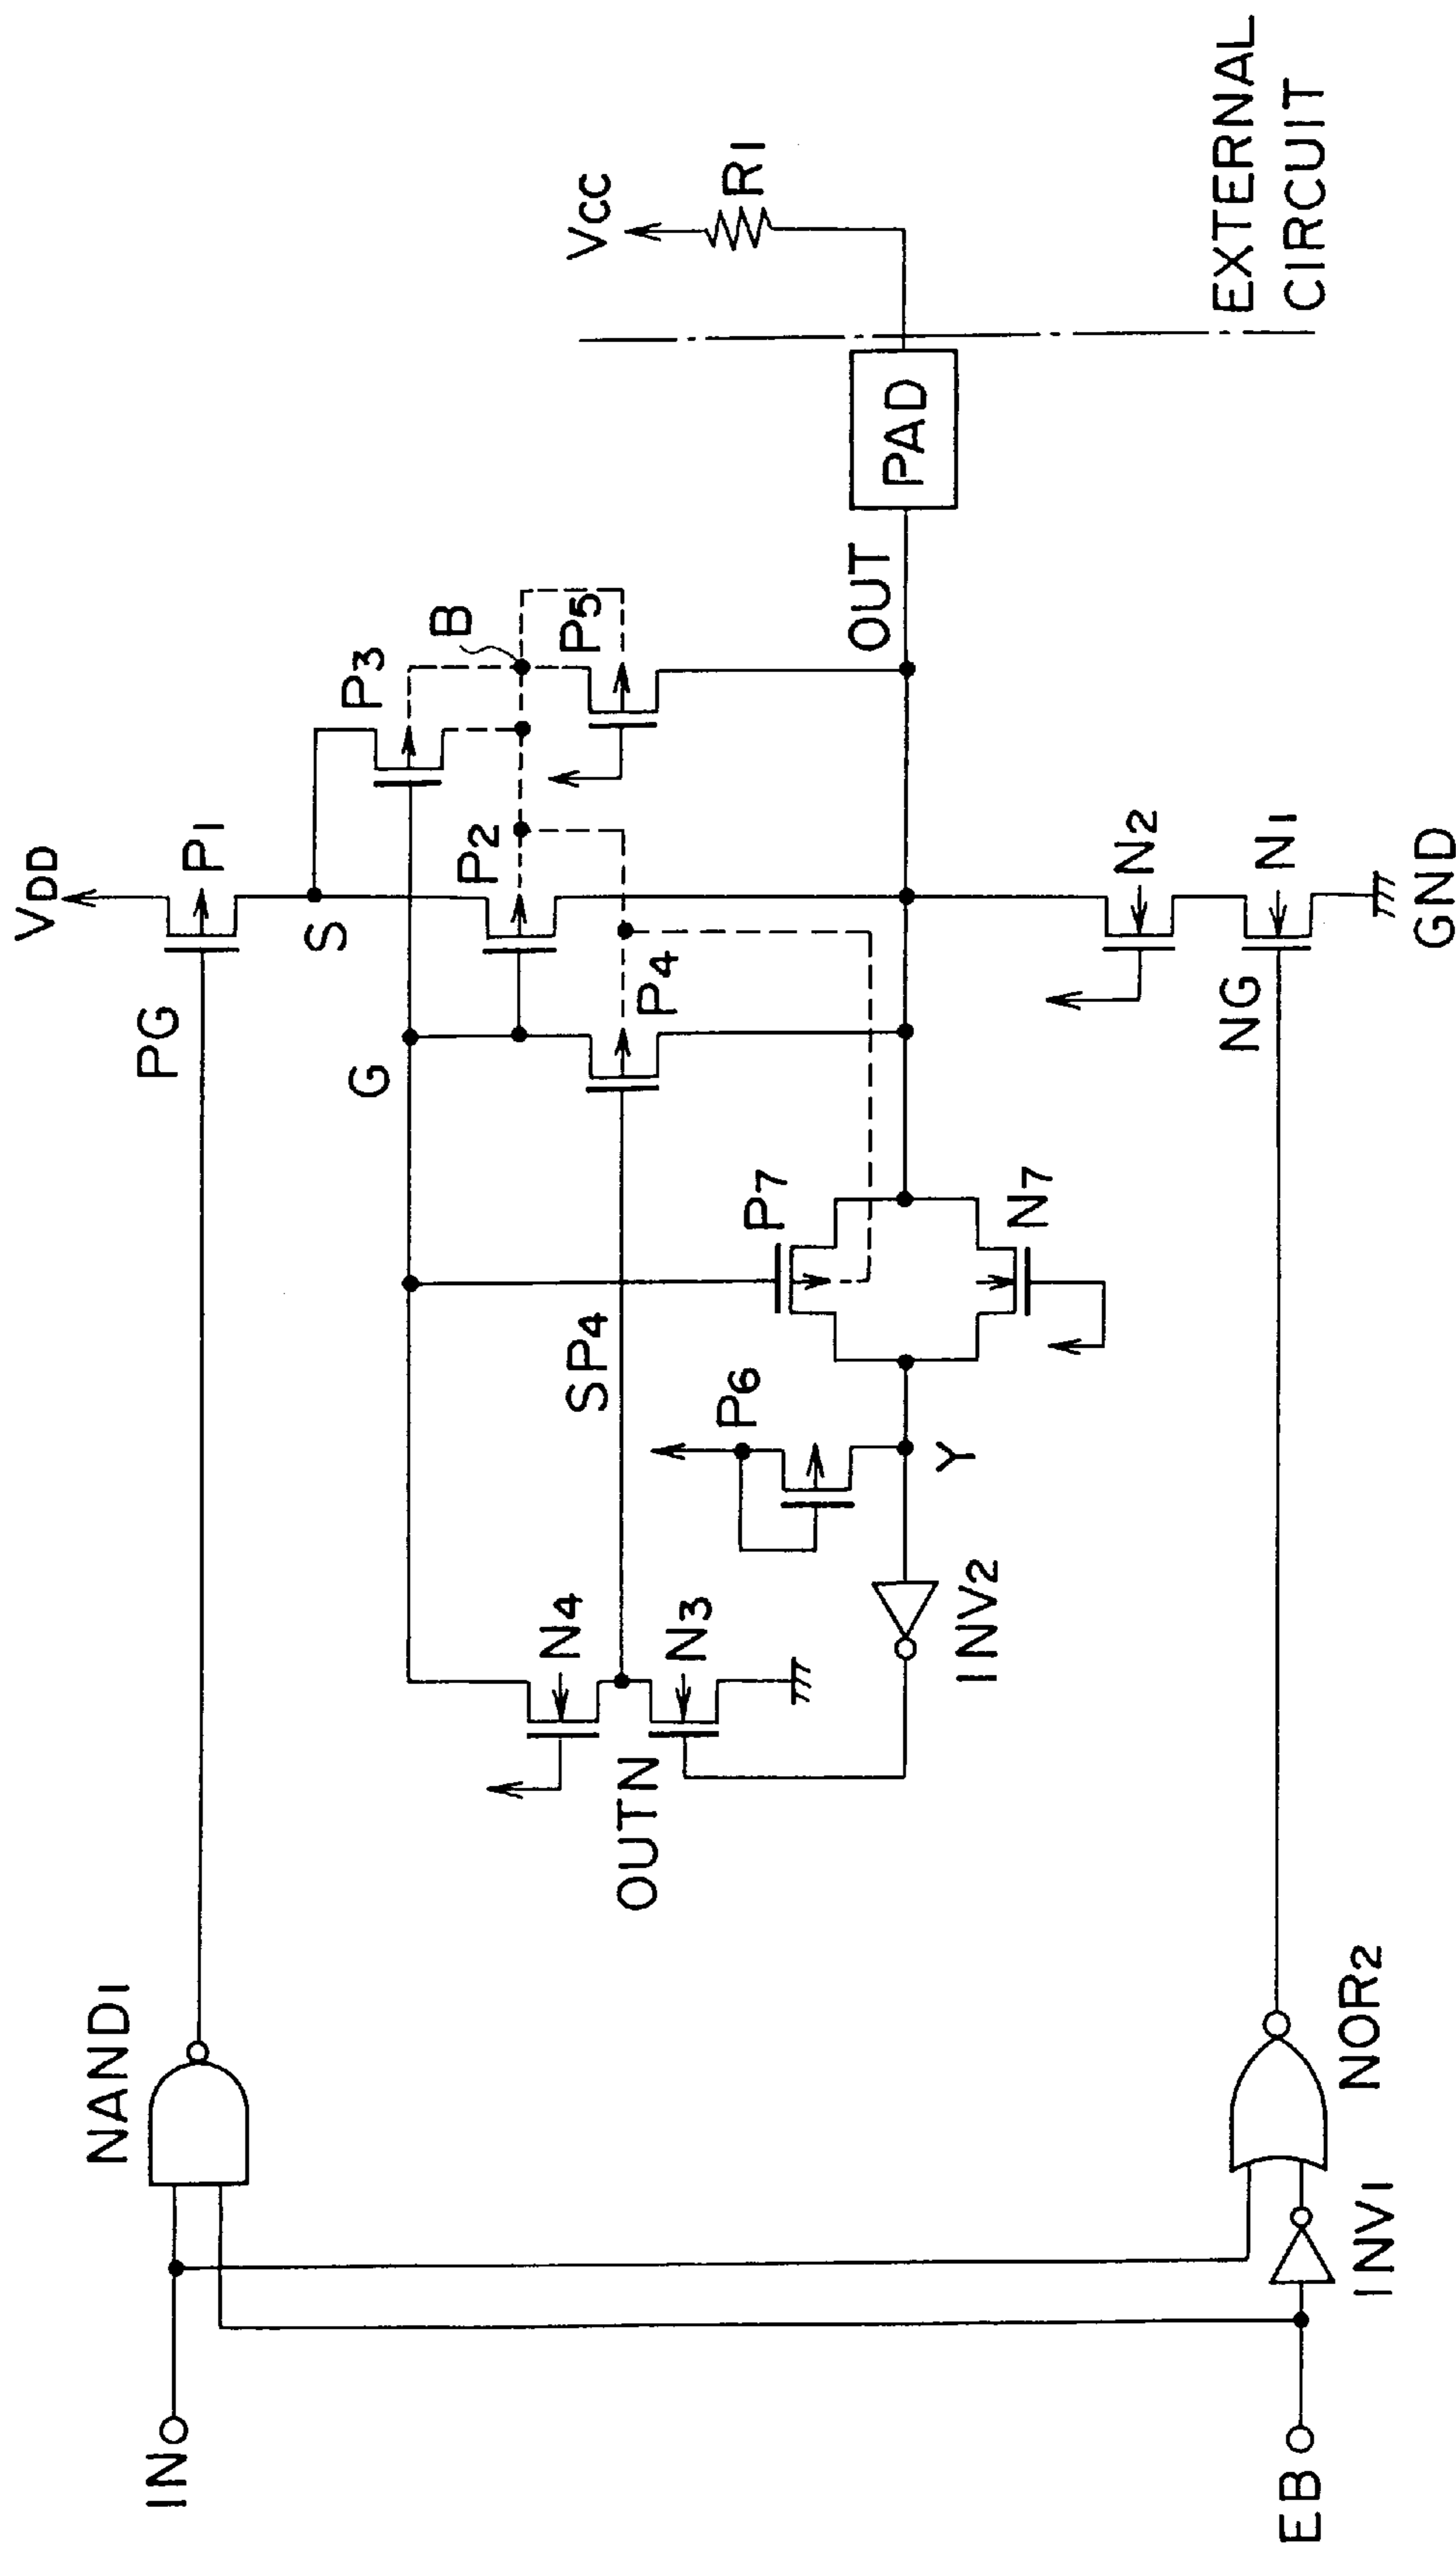 IN
EB
NAND1
INV1
NOR2
PG
VDD
P1
S
G
P2
P3
B
P4
P5
P7
N7
SP4
P6
Y
N4
N3
OUTN
INV2
OUT
PAD
N2
NG
N1
GND
VCC
R1
EXTERNAL
CIRCUIT